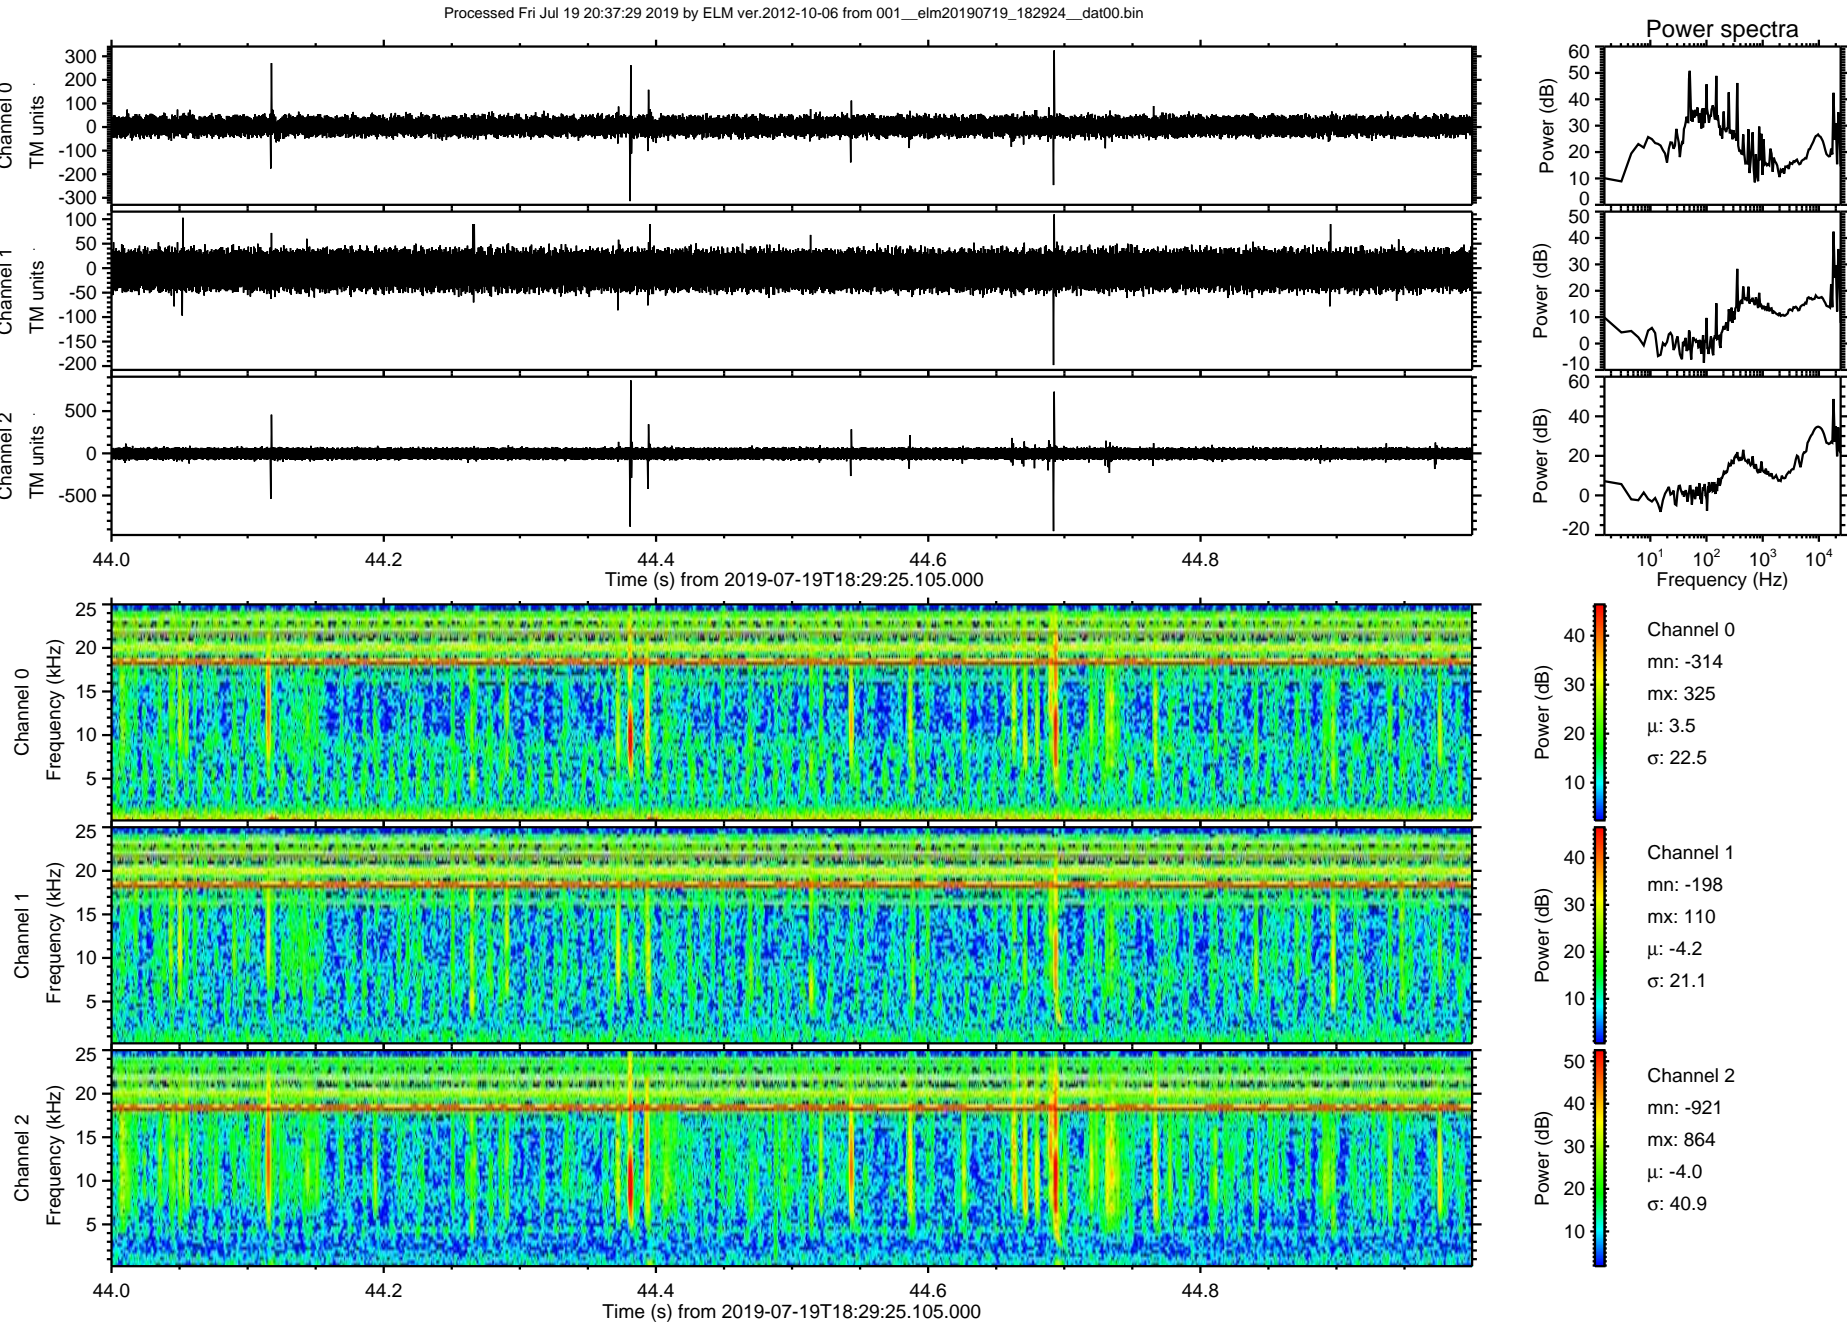 Processed Fri Jul 19 20:37:29 2019 by ELM ver.2012-10-06 from 001__elm20190719_182924__dat00.bin
Power spectra
Channel 0
TM units
300
200
100
0
-100
-200
-300
Power (dB)
60
50
40
30
20
10
0
Channel 1
TM units
100
50
0
-50
-100
-150
-200
Power (dB)
50
40
30
20
10
0
-10
Channel 2
TM units
500
0
-500
Power (dB)
60
40
20
0
-20
44.0 44.2 44.4 44.6 44.8
Time (s) from 2019-07-19T18:29:25.105.000
10¹ 10² 10³ 10⁴
Frequency (Hz)
Channel 0
Frequency (kHz)
25
20
15
10
5
Power (dB)
40
30
20
10
Channel 0
mn: -314
mx: 325
μ: 3.5
σ: 22.5
Channel 1
Frequency (kHz)
25
20
15
10
5
Power (dB)
40
30
20
10
Channel 1
mn: -198
mx: 110
μ: -4.2
σ: 21.1
Channel 2
Frequency (kHz)
25
20
15
10
5
Power (dB)
50
40
30
20
10
Channel 2
mn: -921
mx: 864
μ: -4.0
σ: 40.9
44.0 44.2 44.4 44.6 44.8
Time (s) from 2019-07-19T18:29:25.105.000